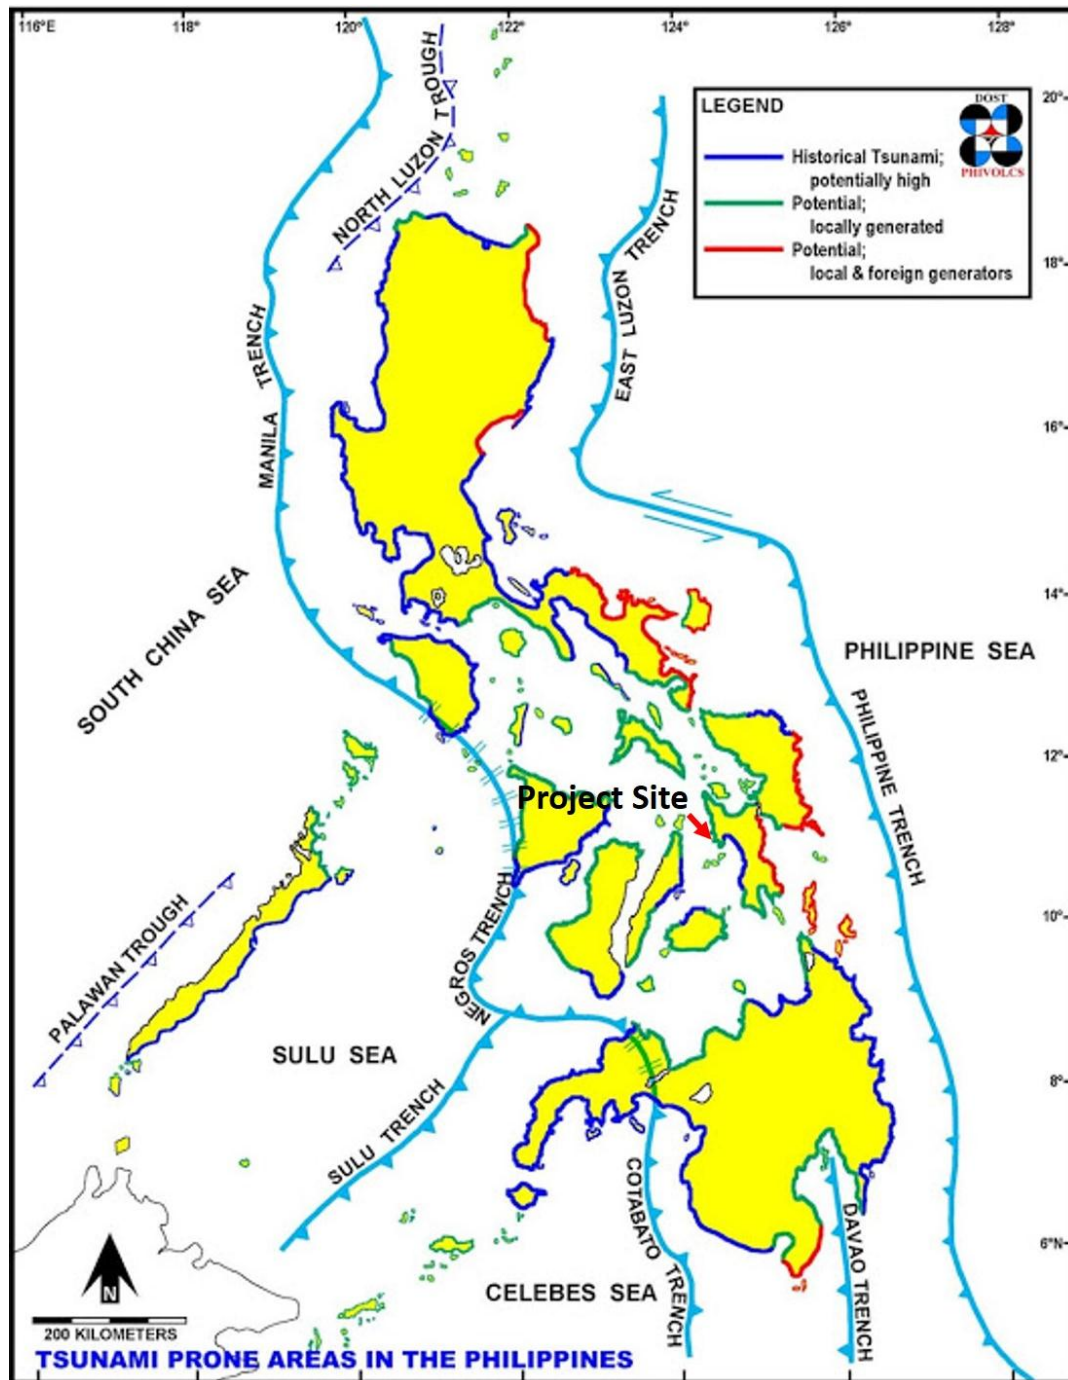 116°E
118°
120°
122°
124°
126°
128°
20°
18°
16°
14°
12°
10°
8°
6°N
LEGEND
DOST
PHIVOLCS
Historical Tsunami;
potentially high
Potential;
locally generated
Potential;
local & foreign generators
NORTH LUZON TROUGH
EAST LUZON TRENCH
MANILA TRENCH
SOUTH CHINA SEA
PHILIPPINE SEA
PHILIPPINE TRENCH
Project Site
PALAWAN TROUGH
NEGROS TRENCH
SULU SEA
SULU TRENCH
COTABATO TRENCH
DAVAO TRENCH
CELEBES SEA
N
200 KILOMETERS
TSUNAMI PRONE AREAS IN THE PHILIPPINES